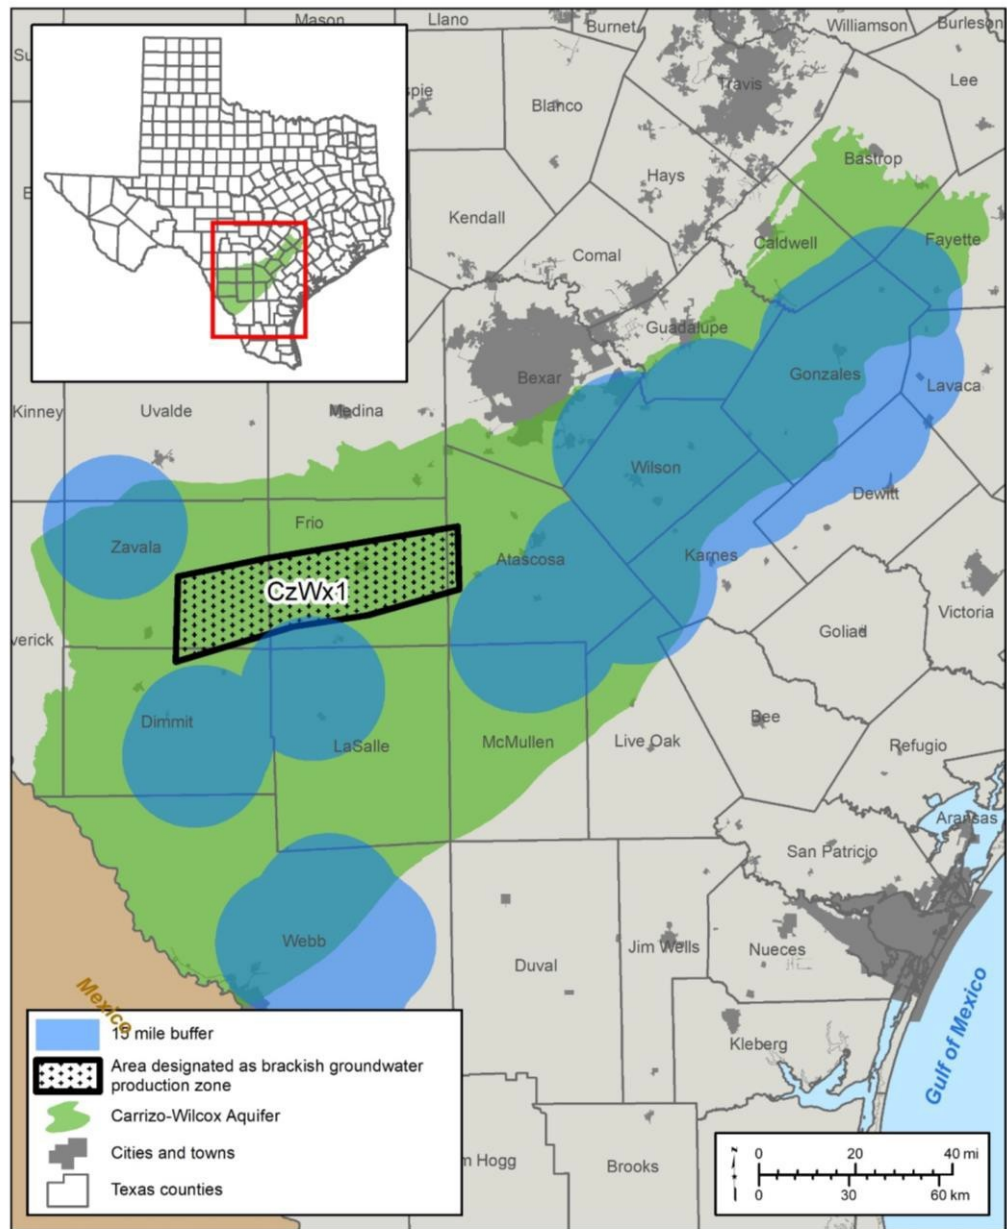 Mason
Llano
Burnet
Williamson
Burleson
Su
Travis
Lee
spie
Blanco
Bastrop
Hays
E
Kendall
Caldwell
Fayette
Comal
Guadalupe
Bexar
Gonzales
Lavaca
Kinney
Uvalde
Medina
Wilson
Dewitt
Frio
Zavala
Atascosa
Karnes
CzWx1
Victoria
verick
Goliad
Dimmit
LaSalle
McMullen
Live Oak
Bee
Refugio
Aransas
San Patricio
Webb
Duval
Jim Wells
Nueces
Mexico
Kleberg
Gulf of Mexico
15 mile buffer
Area designated as brackish groundwater
production zone
Carrizo-Wilcox Aquifer
Cities and towns
Texas counties
m Hogg
Brooks
N
0 20 40 mi
0 30 60 km